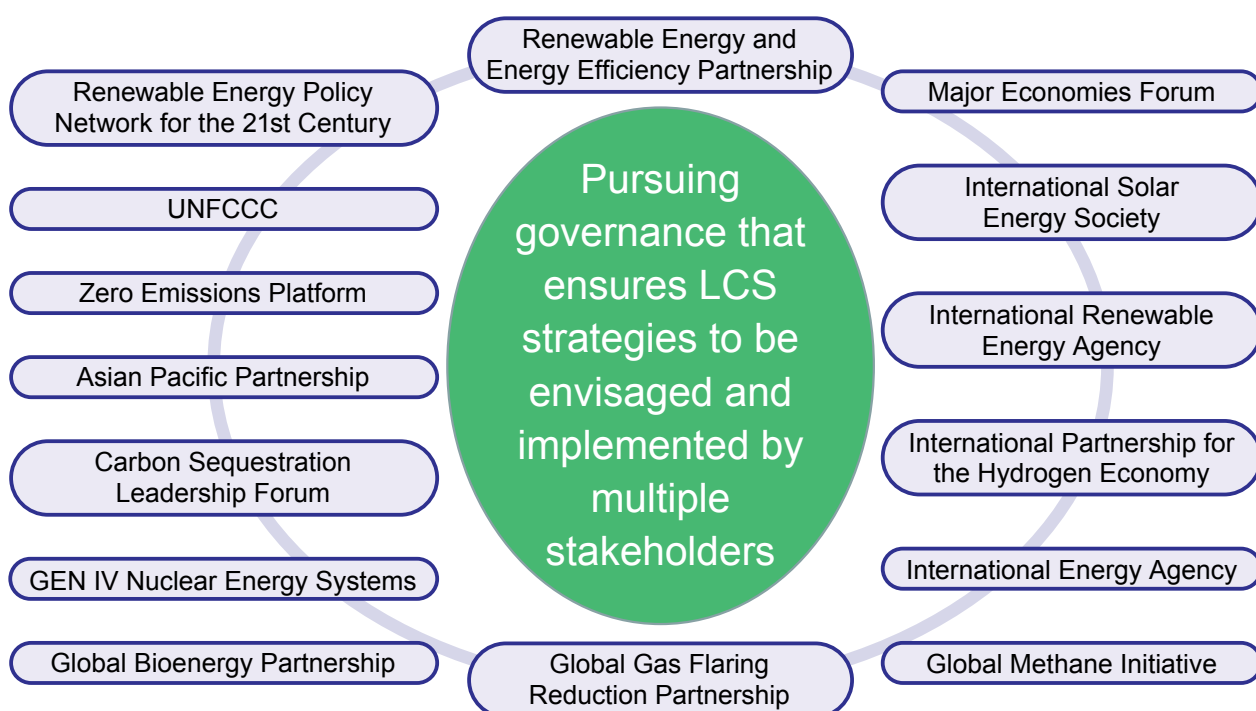 Renewable Energy and
Energy Efficiency Partnership
Renewable Energy Policy
Network for the 21st Century
UNFCCC
Zero Emissions Platform
Asian Pacific Partnership
Carbon Sequestration
Leadership Forum
GEN IV Nuclear Energy Systems
Global Bioenergy Partnership
Pursuing
governance that
ensures LCS
strategies to be
envisaged and
implemented by
multiple
stakeholders
Global Gas Flaring
Reduction Partnership
Major Economies Forum
International Solar
Energy Society
International Renewable
Energy Agency
International Partnership for
the Hydrogen Economy
International Energy Agency
Global Methane Initiative